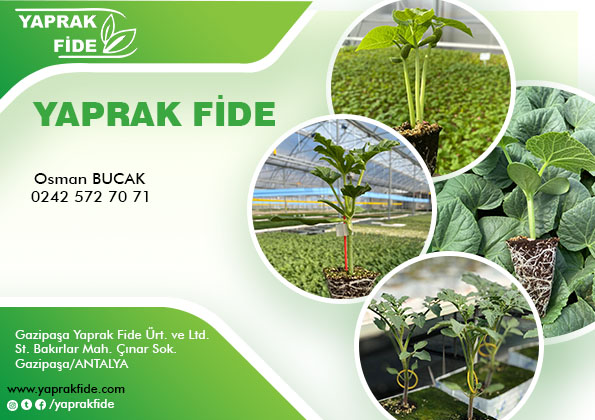 YAPRAK
FİDE
YAPRAK FİDE
Osman BUCAK
0242 572 70 71
Gazipaşa Yaprak Fide Ürt. ve Ltd.
St. Bakırlar Mah. Çınar Sok.
Gazipaşa/ANTALYA
www.yaprakfide.com
/yaprakfide